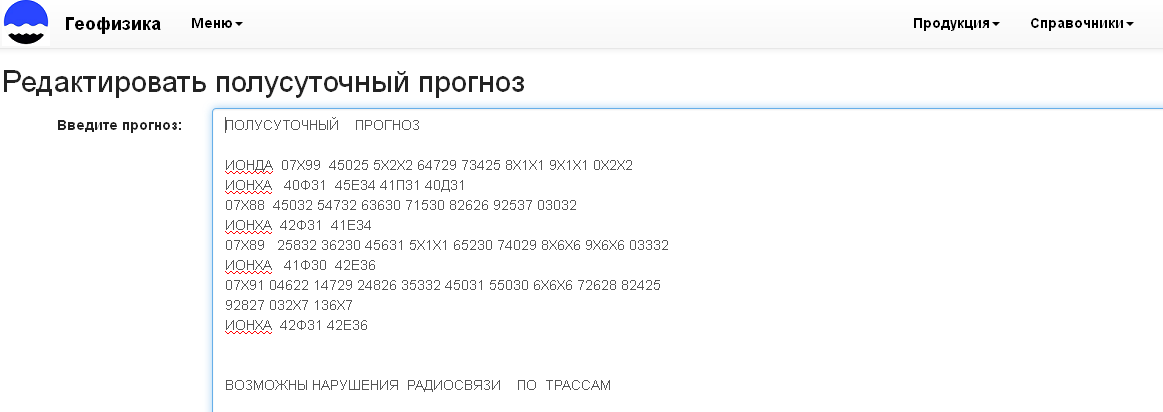 Геофизика Меню Продукция Справочники
Редактировать полусуточный прогноз
Введите прогноз:
ПОЛУСУТОЧНЫЙ ПРОГНОЗ
ИОНДА 07Х99 45025 5Х2Х2 64729 73425 8Х1Х1 9Х1Х1 0Х2Х2
ИОНХА 40Ф31 45Е34 41П31 40Д31
07Х88 45032 54732 63630 71530 82626 92537 03032
ИОНХА 42Ф31 41Е34
07Х89 25832 36230 45631 5Х1Х1 65230 74029 8Х6Х6 9Х6Х6 03332
ИОНХА 41Ф30 42Е36
07Х91 04622 14729 24826 35332 45031 55030 6Х6Х6 72628 82425
92827 032Х7 136Х7
ИОНХА 42Ф31 42Е36
ВОЗМОЖНЫ НАРУШЕНИЯ РАДИОСВЯЗИ ПО ТРАССАМ